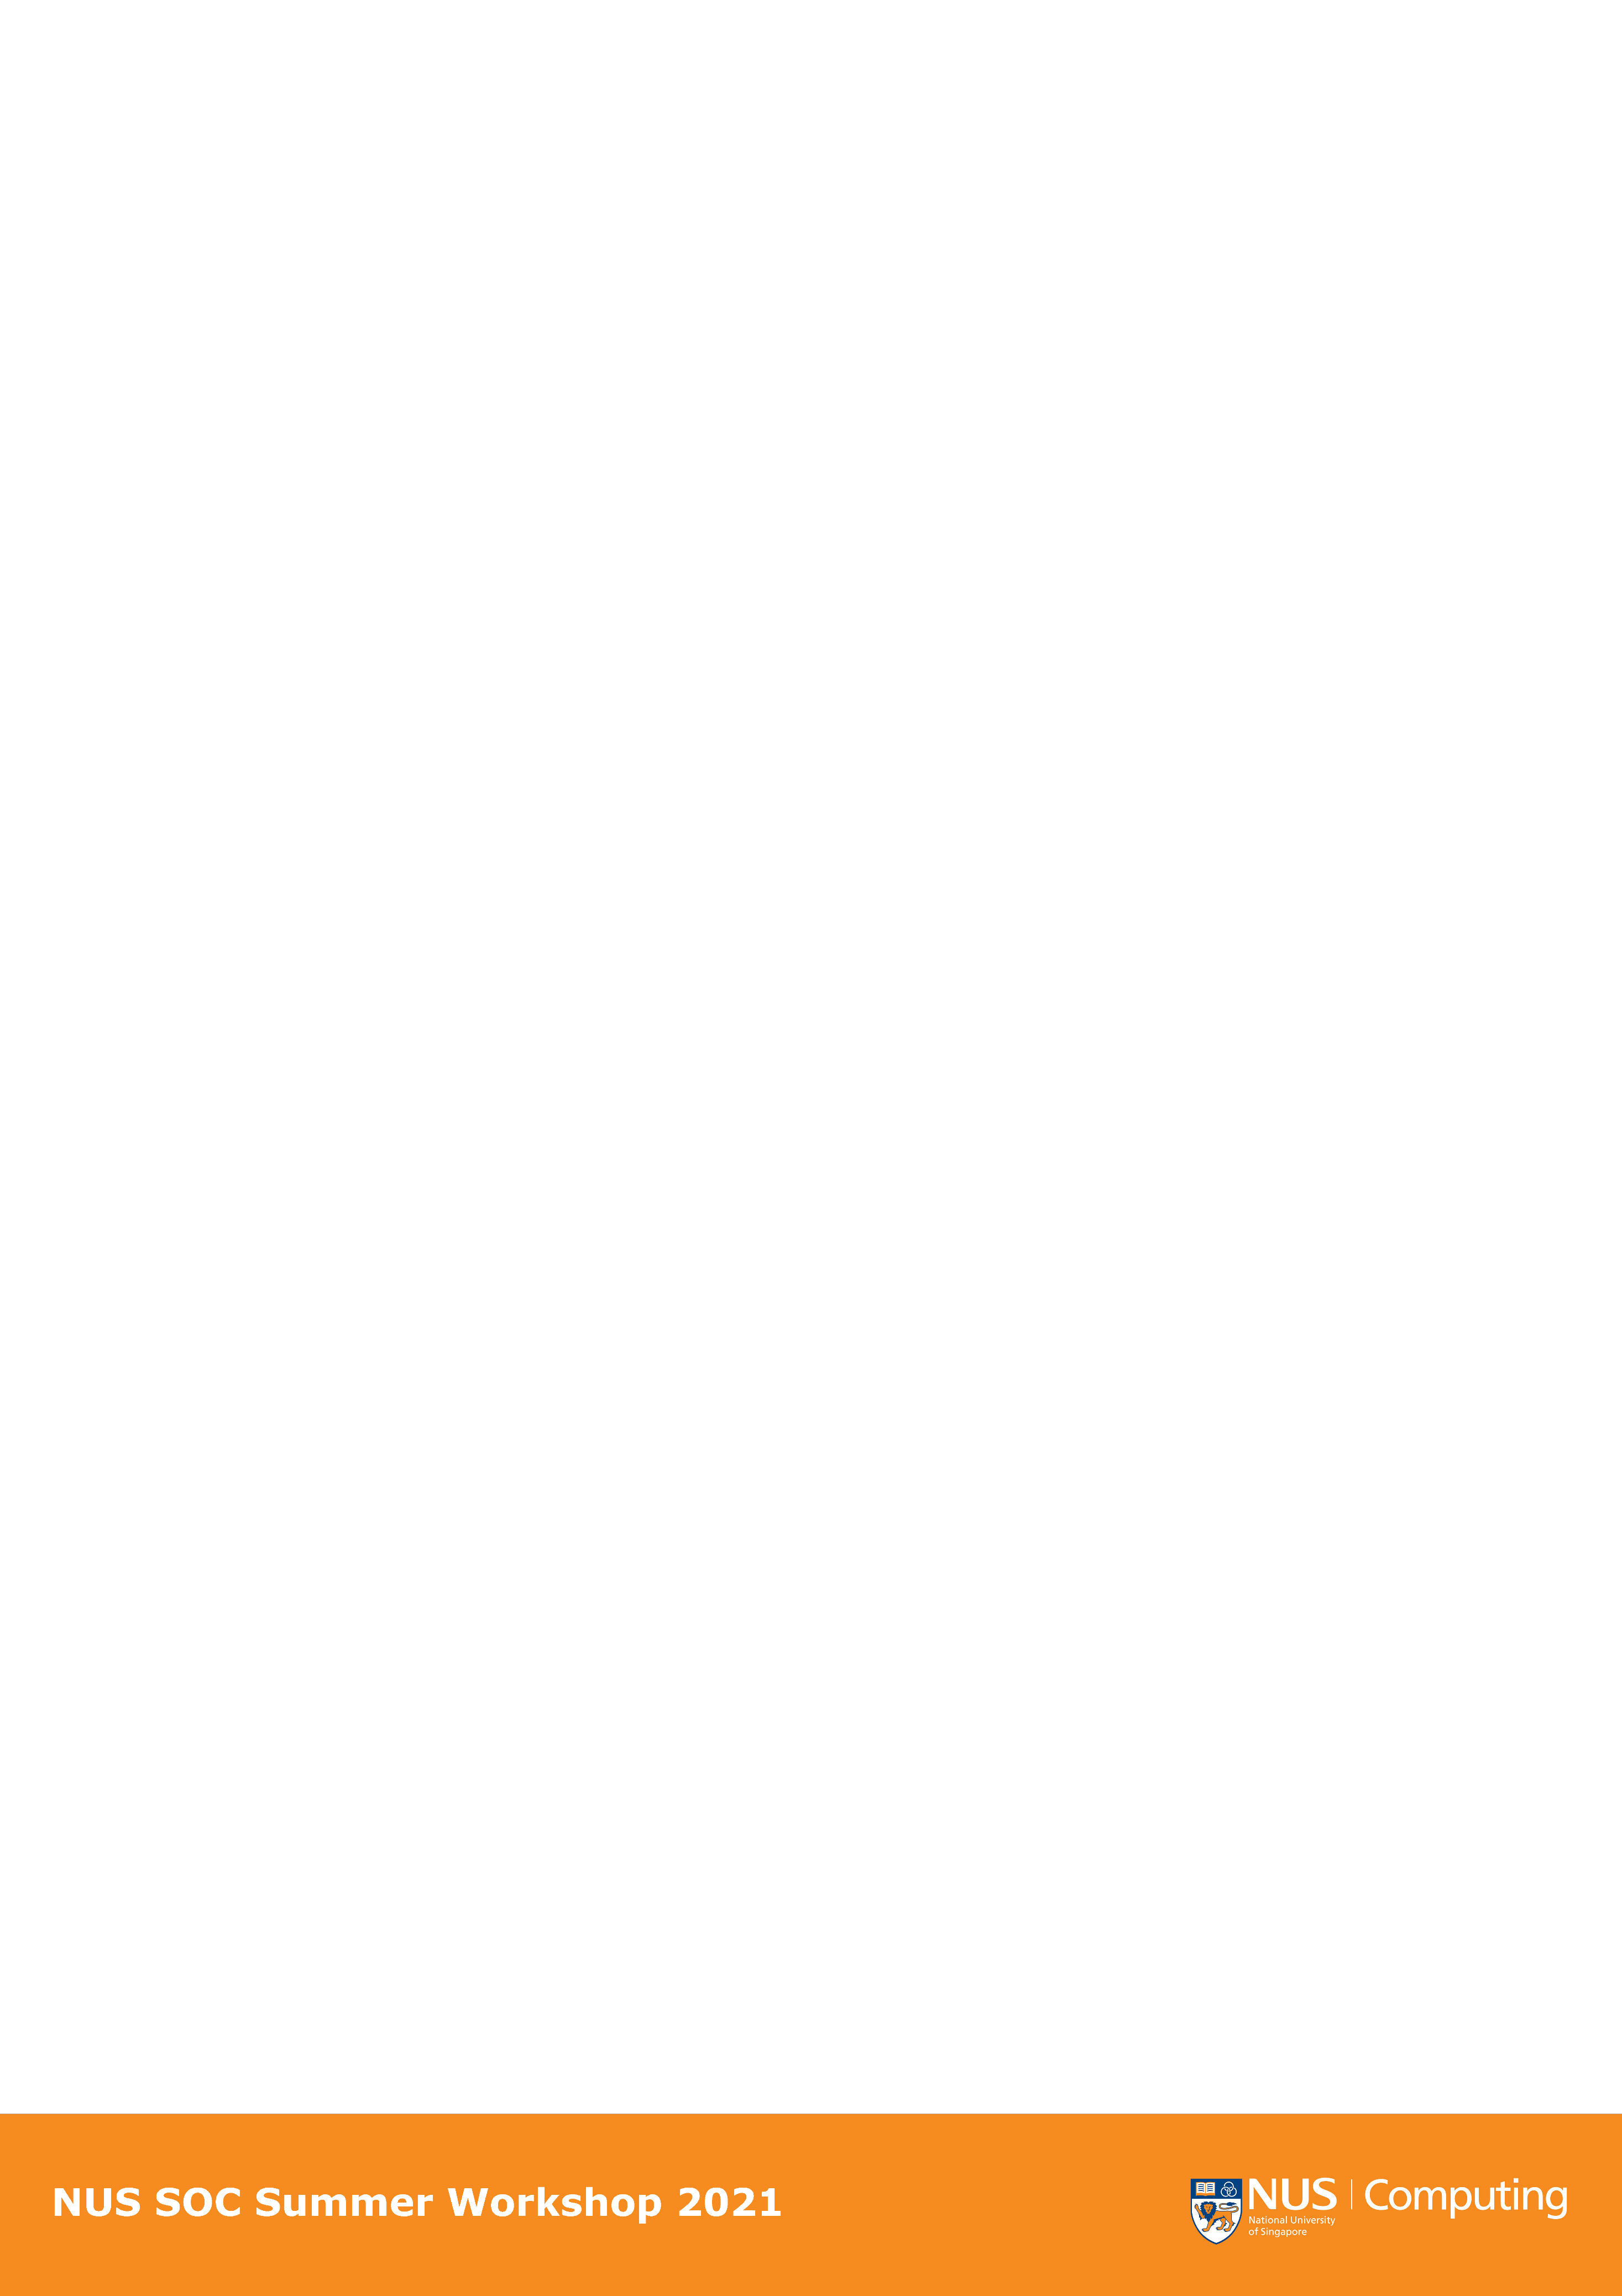 NUS SOC Summer Workshop 2021
NUS | Computing
National University
of Singapore